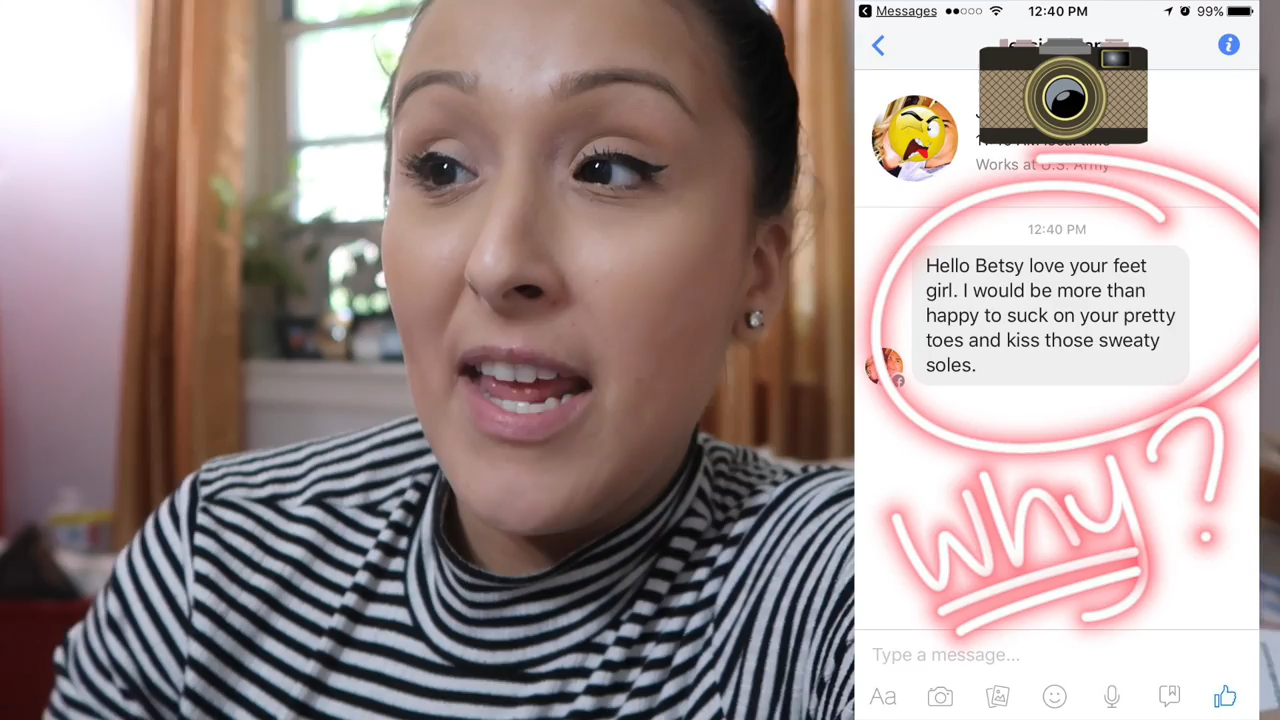 Messages 12:40 PM 99%
Works at U.S. Army
12:40 PM
Hello Betsy love your feet
girl. I would be more than
happy to suck on your pretty
toes and kiss those sweaty
soles.
Why?
Type a message...
Aa